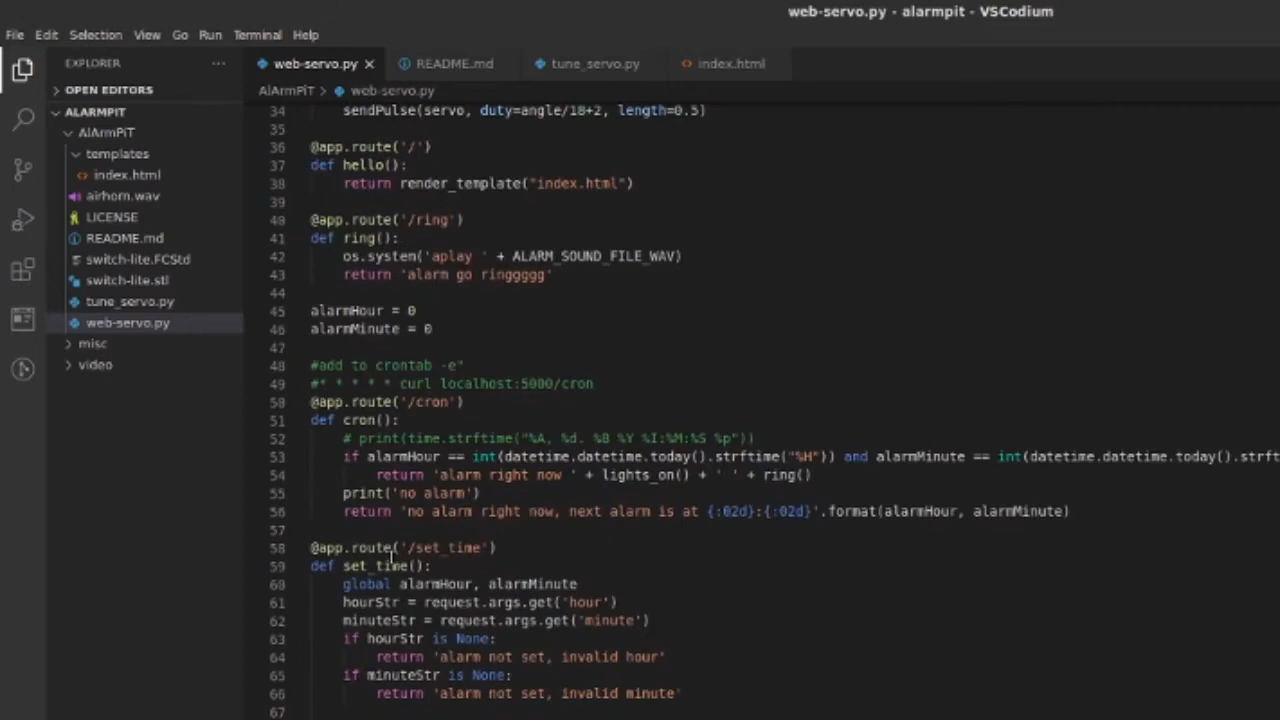 web-servo.py - alarmpit - VSCodium
File Edit Selection View Go Run Terminal Help
EXPLORER ···
OPEN EDITORS
ALARMPIT
AlArmPiT
templates
index.html
airhorn.wav
LICENSE
README.md
switch-lite.FCStd
switch-lite.stl
tune_servo.py
web-servo.py
misc
video
web-servo.py README.md tune_servo.py index.html
AlArmPiT > web-servo.py
34 sendPulse(servo, duty=angle/18+2, length=0.5)
35
36 @app.route('/')
37 def hello():
38 return render_template("index.html")
39
40 @app.route('/ring')
41 def ring():
42 os.system('aplay ' + ALARM_SOUND_FILE_WAV)
43 return 'alarm go ringgggg'
44
45 alarmHour = 0
46 alarmMinute = 0
47
48 #add to crontab -e"
49 #* * * * * curl localhost:5000/cron
50 @app.route('/cron')
51 def cron():
52 # print(time.strftime("%A, %d. %B %Y %I:%M:%S %p"))
53 if alarmHour == int(datetime.datetime.today().strftime("%H")) and alarmMinute == int(datetime.datetime.today().strft
54 return 'alarm right now ' + lights_on() + ' ' + ring()
55 print('no alarm')
56 return 'no alarm right now, next alarm is at {:02d}:{:02d}'.format(alarmHour, alarmMinute)
57
58 @app.route('/set_time')
59 def set_time():
60 global alarmHour, alarmMinute
61 hourStr = request.args.get('hour')
62 minuteStr = request.args.get('minute')
63 if hourStr is None:
64 return 'alarm not set, invalid hour'
65 if minuteStr is None:
66 return 'alarm not set, invalid minute'
67